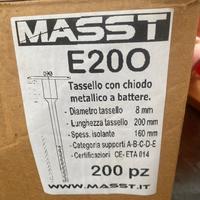 MASST
E200
Tassello con chiodo
metallico a battere.
- Diametro tassello 8 mm
- Lunghezza tassello 200 mm
- Spess. isolante 160 mm
- Categoria supporti A-B-C-D-E
- Certificazioni CE-ETA 014
200 pz
WWW.MASST.IT